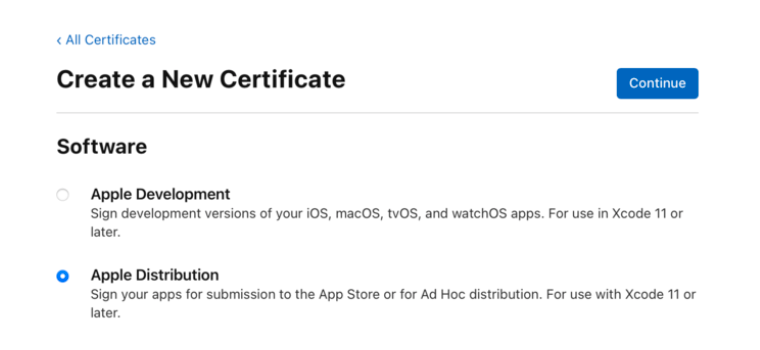 ‹ All Certificates
Create a New Certificate
Continue
Software
Apple Development
Sign development versions of your iOS, macOS, tvOS, and watchOS apps. For use in Xcode 11 or
later.
Apple Distribution
Sign your apps for submission to the App Store or for Ad Hoc distribution. For use with Xcode 11 or
later.